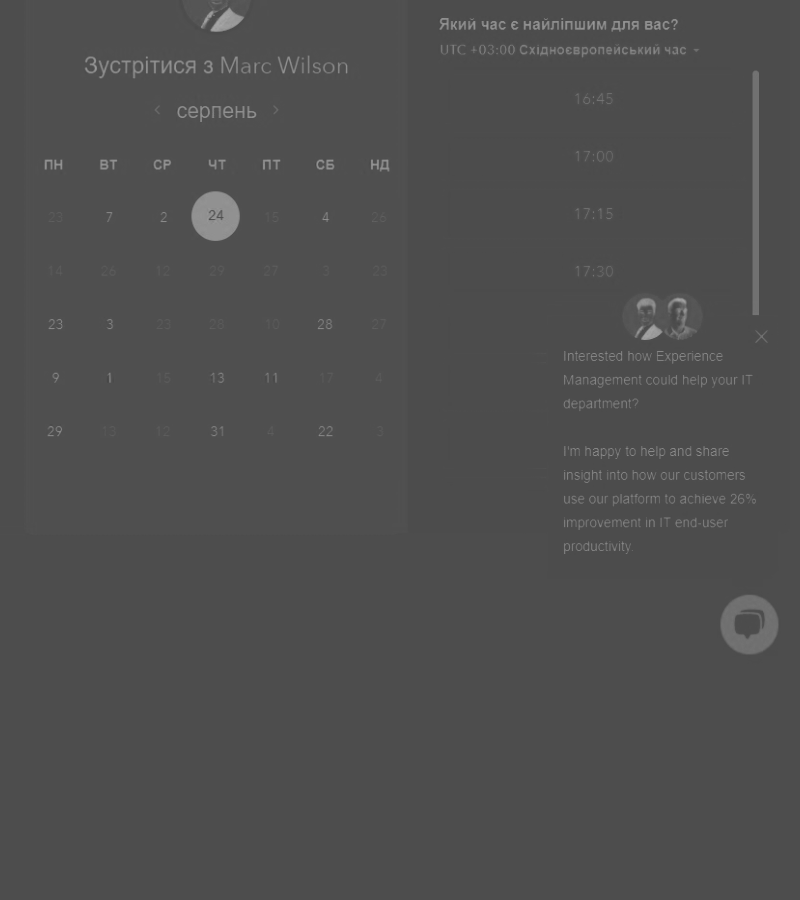 Зустрітися з Marc Wilson
серпень
ПН ВТ СР ЧТ ПТ СБ НД
23 7 2 24 15 4 26
14 26 12 29 27 3 23
23 3 23 28 10 28 27
9 1 15 13 11 17 4
29 13 12 31 4 22 3
Який час є найліпшим для вас?
UTC +03:00 Східноєвропейський час
16:45
17:00
17:15
17:30
Interested how Experience
Management could help your IT
department?
I'm happy to help and share
insight into how our customers
use our platform to achieve 26%
improvement in IT end-user
productivity.